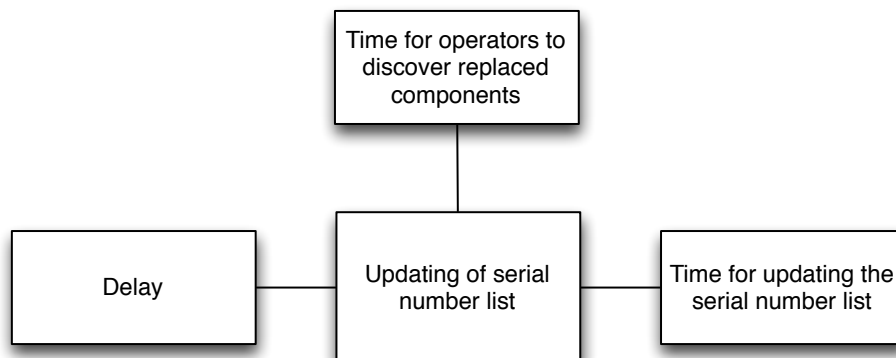 Time for operators to
discover replaced
components
Delay
Updating of serial
number list
Time for updating the
serial number list